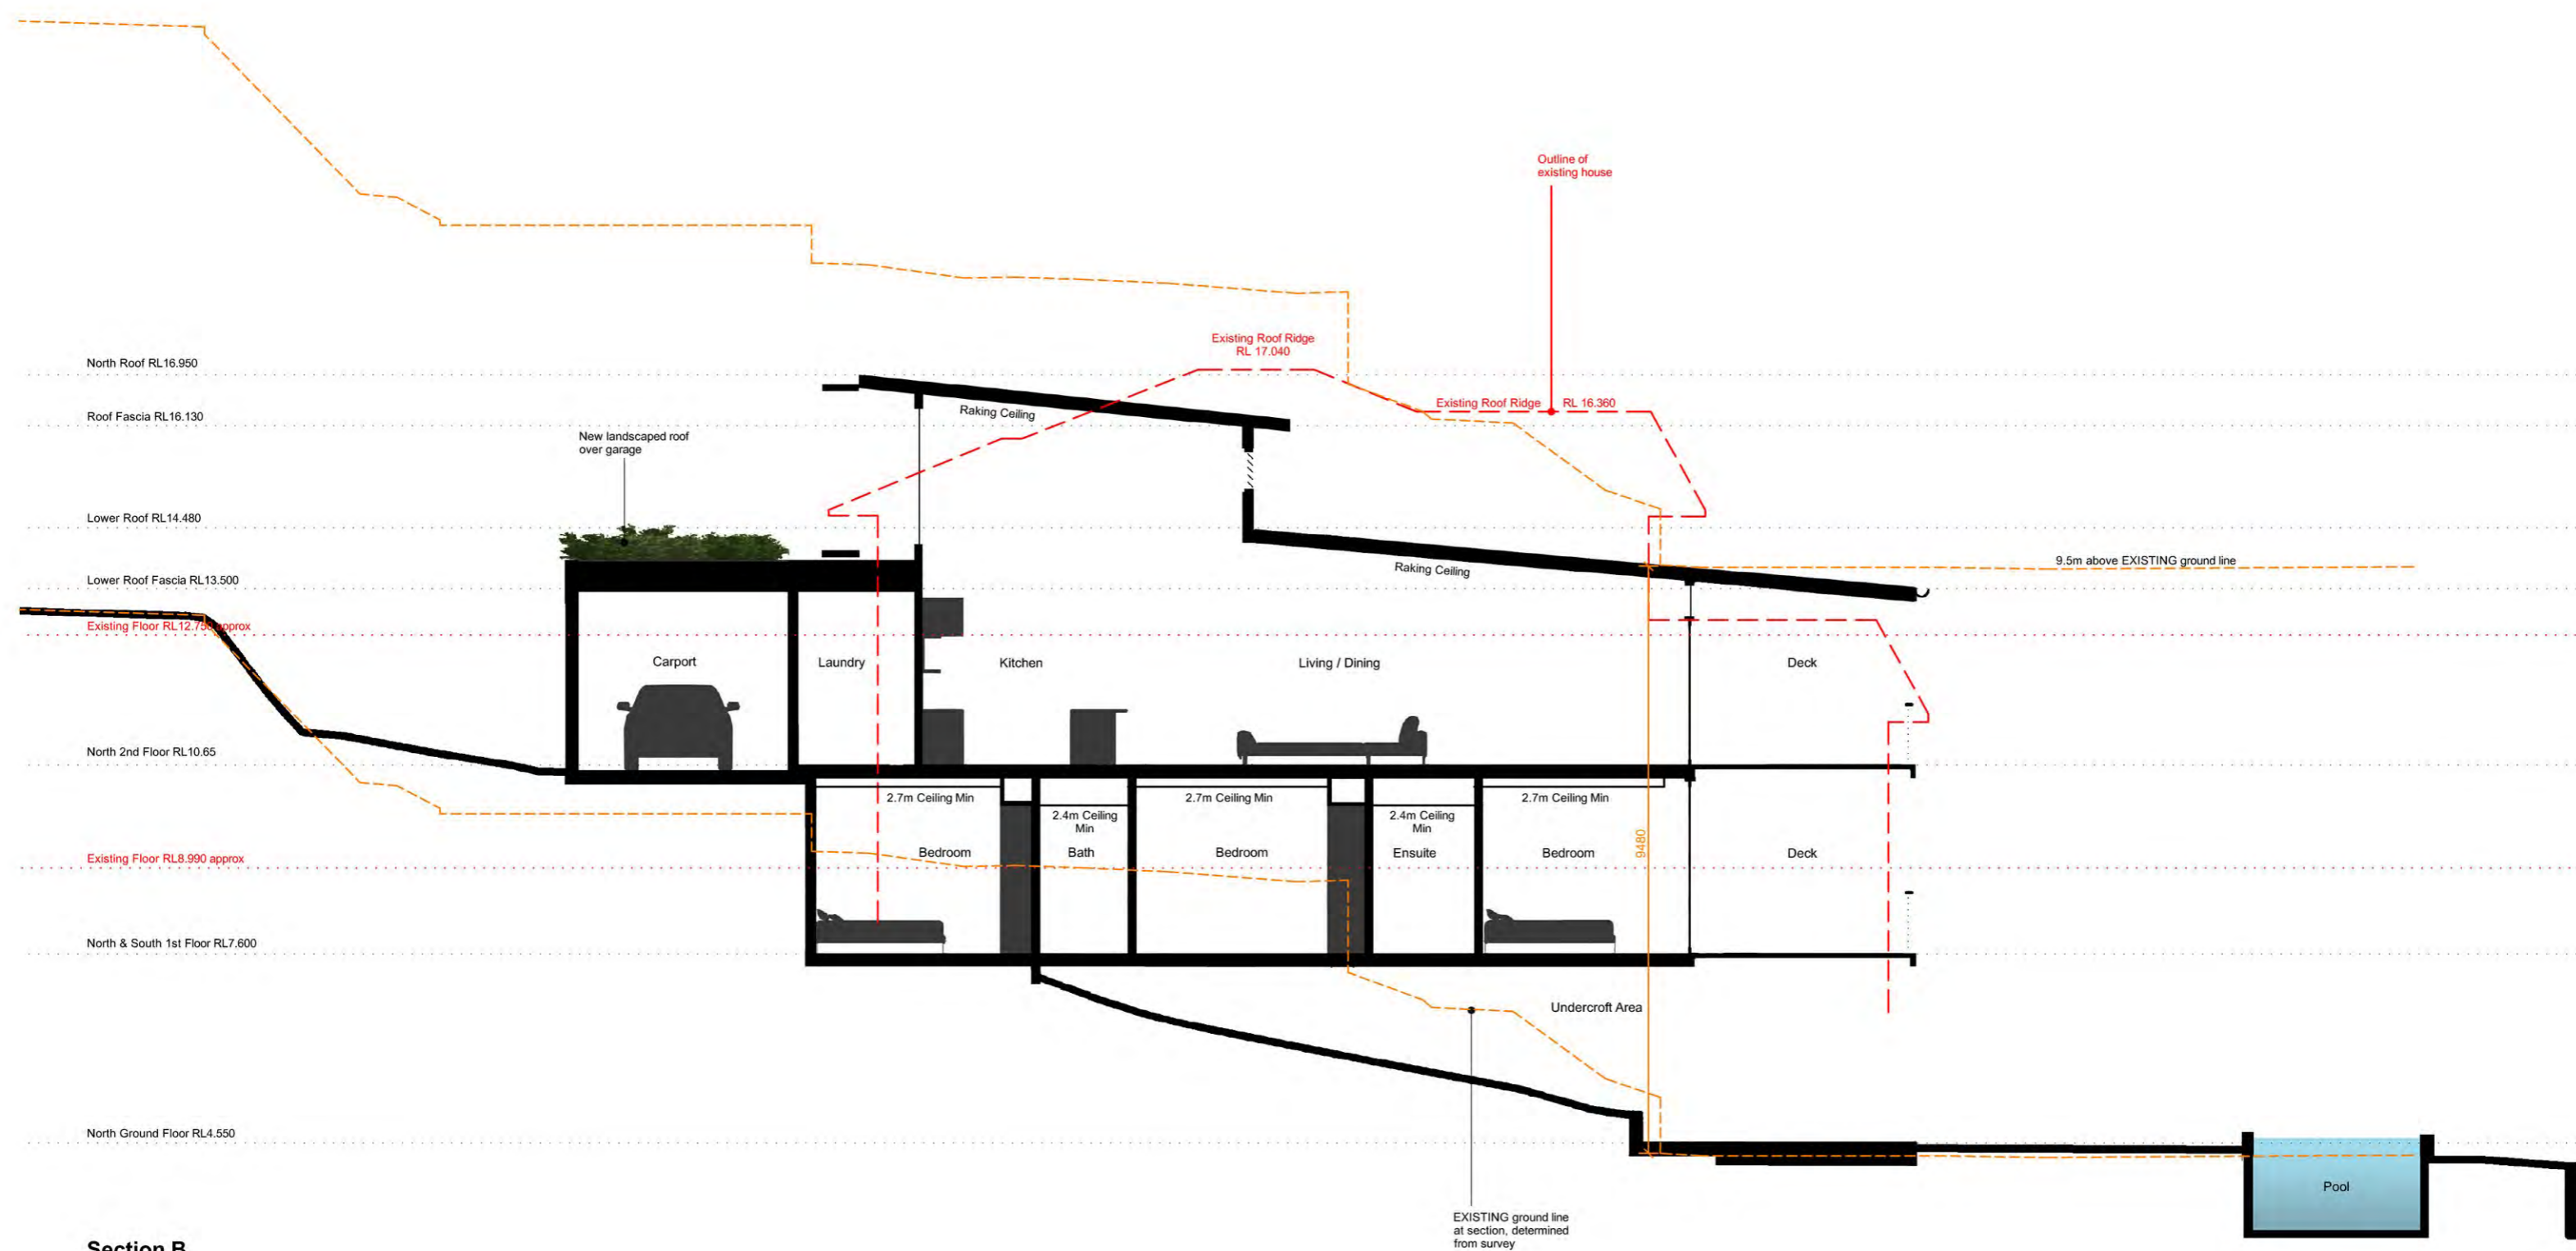 Outline of
existing house
Existing Roof Ridge
RL 17.040
North Roof RL16.950
Existing Roof Ridge RL 16.360
Raking Ceiling
Roof Fascia RL16.130
New landscaped roof
over garage
Lower Roof RL14.480
9.5m above EXISTING ground line
Raking Ceiling
Lower Roof Fascia RL13.500
Existing Floor RL12.750 approx
Carport
Laundry
Kitchen
Living / Dining
Deck
North 2nd Floor RL10.65
2.7m Ceiling Min
2.7m Ceiling Min
2.7m Ceiling Min
2.4m Ceiling
Min
2.4m Ceiling
Min
9480
Existing Floor RL8.990 approx
Bedroom
Bath
Bedroom
Ensuite
Bedroom
Deck
North & South 1st Floor RL7.600
Undercroft Area
North Ground Floor RL4.550
Pool
EXISTING ground line
at section, determined
from survey
Section B